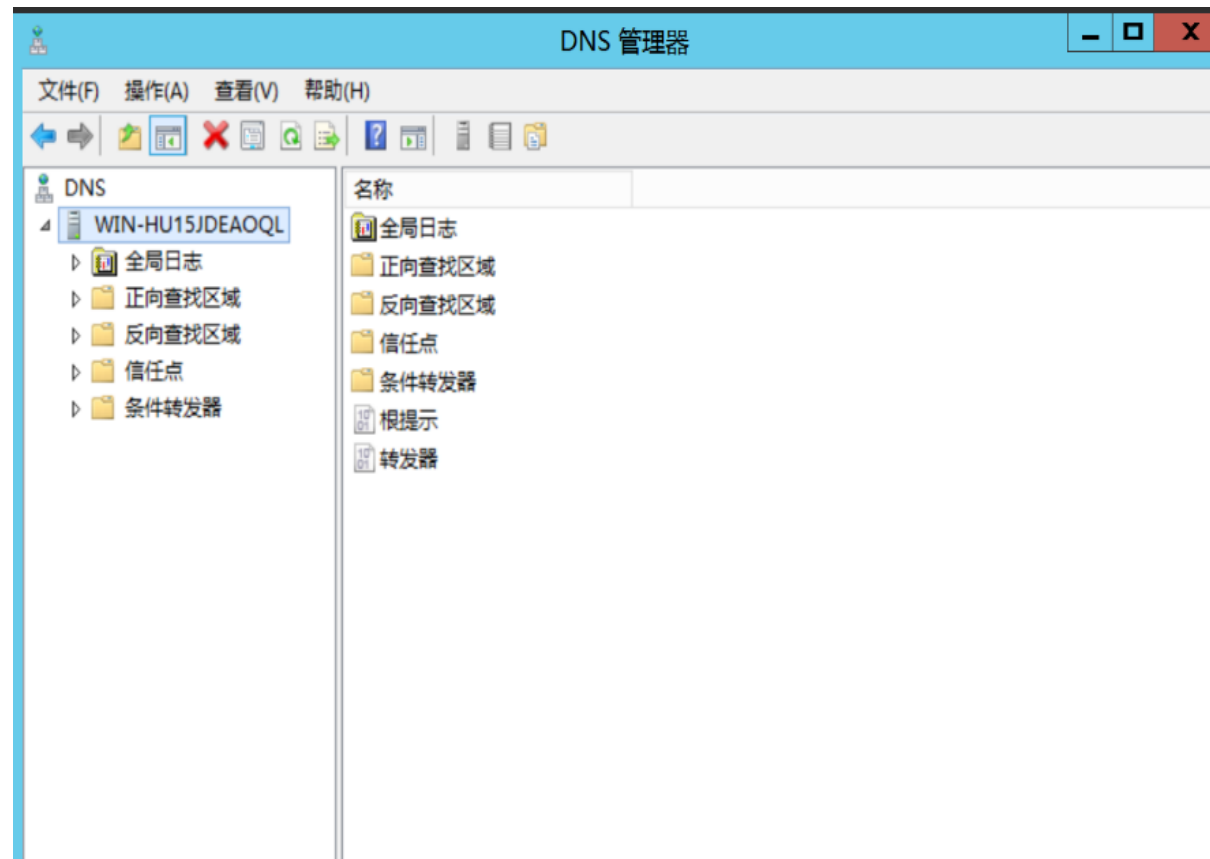 DNS 管理器
文件(F) 操作(A) 查看(V) 帮助(H)
DNS
WIN-HU15JDEAOQL
全局日志
正向查找区域
反向查找区域
信任点
条件转发器
名称
全局日志
正向查找区域
反向查找区域
信任点
条件转发器
根提示
转发器